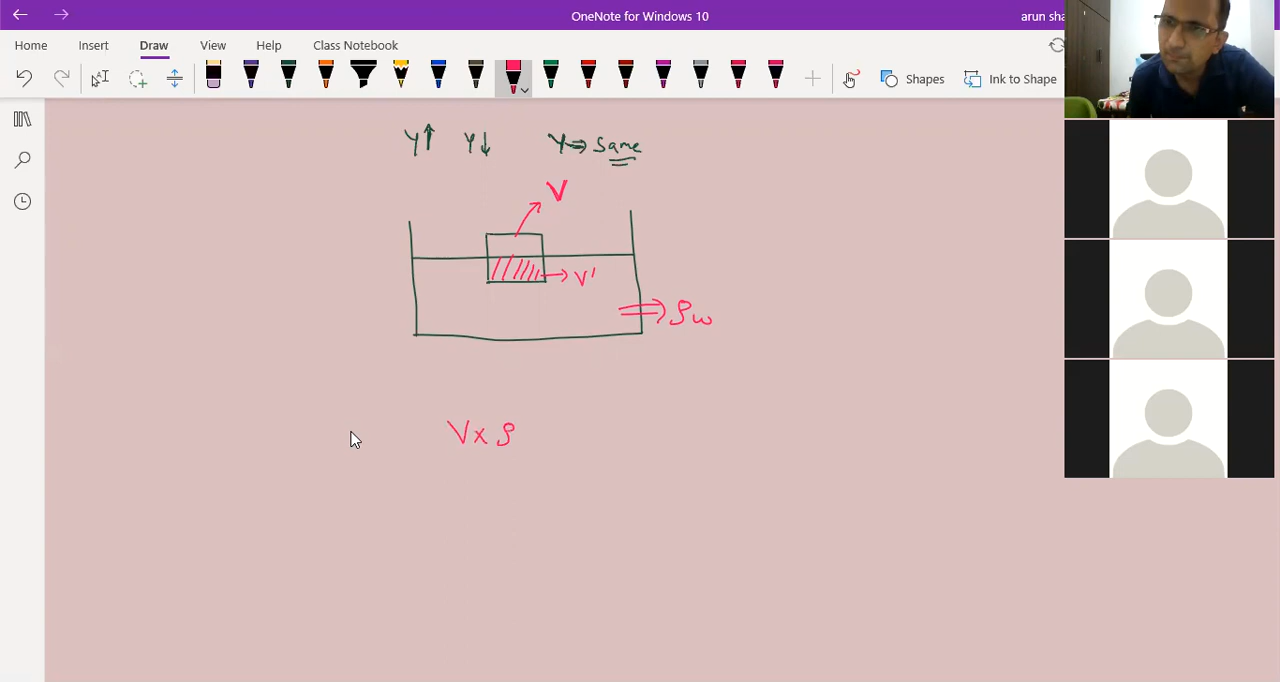 OneNote for Windows 10
arun sha
Home Insert Draw View Help Class Notebook
Shapes Ink to Shape
Y↑ Y↓ Y⇒ Same
V
V'
⇒ ρw
V× ρ